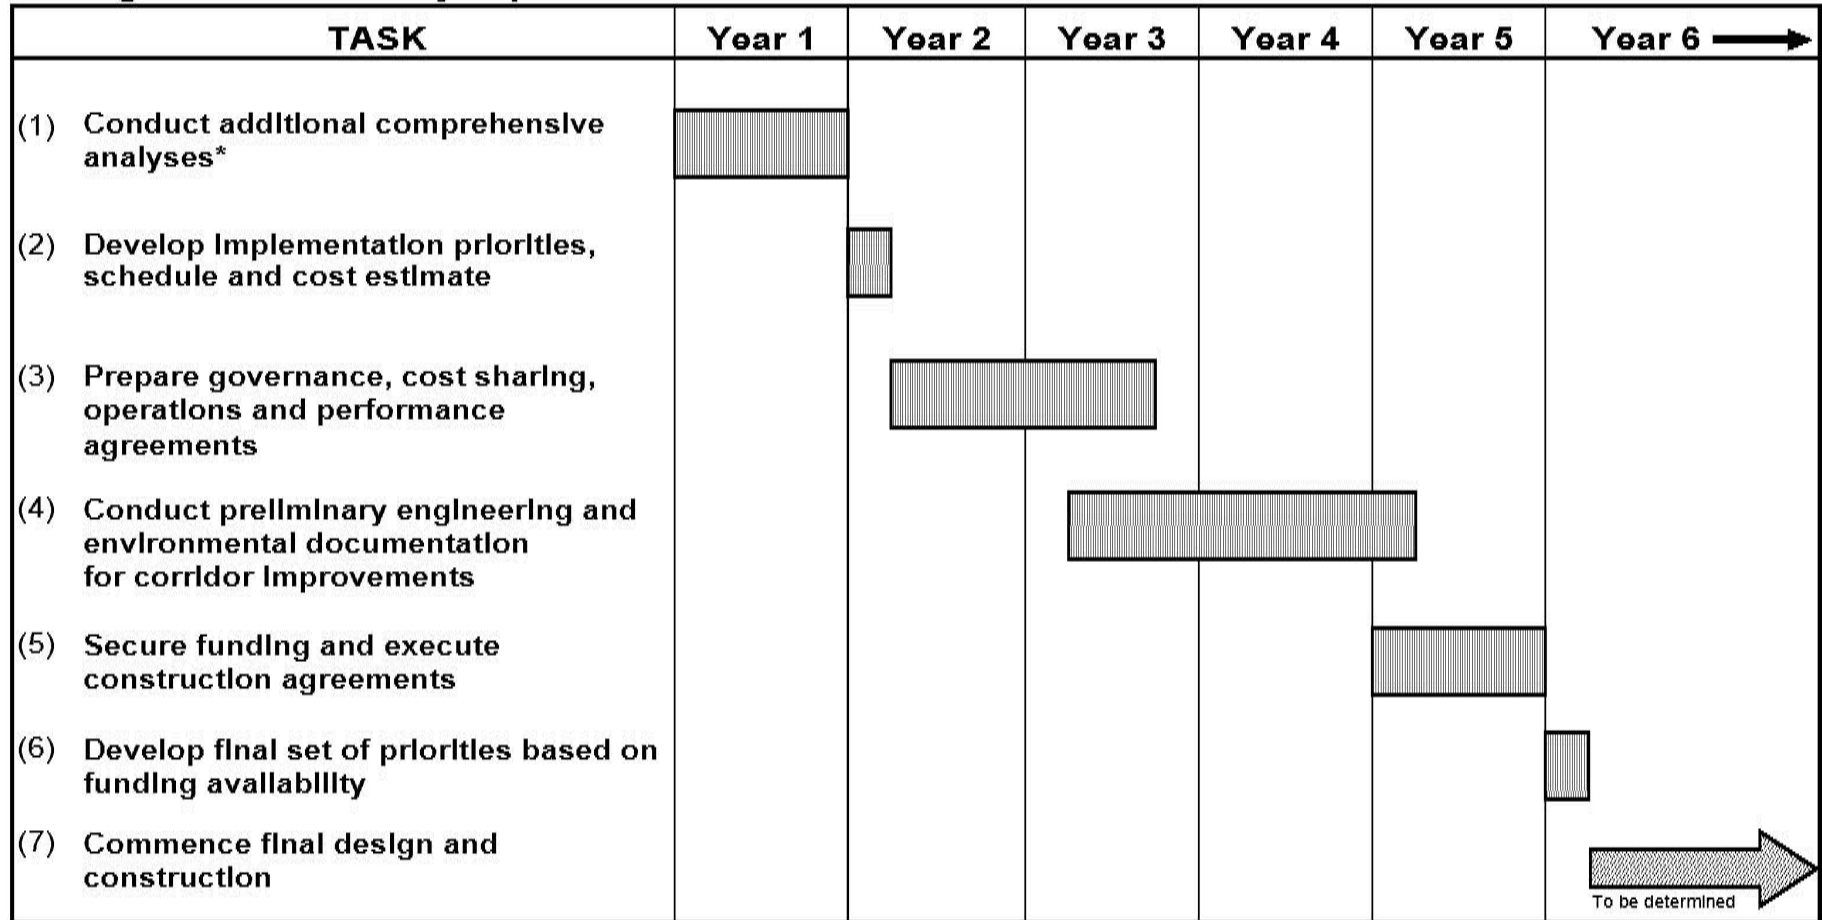 TASK Year 1 Year 2 Year 3 Year 4 Year 5 Year 6
(1) Conduct additional comprehensive
analyses*
(2) Develop implementation priorities,
schedule and cost estimate
(3) Prepare governance, cost sharing,
operations and performance
agreements
(4) Conduct preliminary engineering and
environmental documentation
for corridor improvements
(5) Secure funding and execute
construction agreements
(6) Develop final set of priorities based on
funding availability
(7) Commence final design and
construction
To be determined